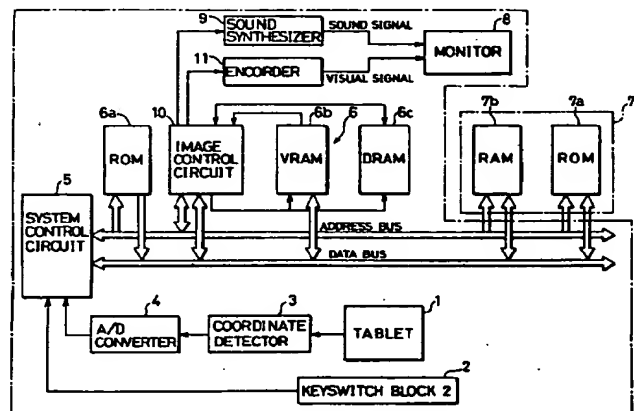 9
SOUND
SYNTHESIZER
SOUND SIGNAL
8
MONITOR
11
ENCORDER
VISUAL SIGNAL
6a
ROM
10
IMAGE
CONTROL
CIRCUIT
6b
VRAM
6
6c
DRAM
7b
RAM
7a
ROM
7
5
SYSTEM
CONTROL
CIRCUIT
ADDRESS BUS
DATA BUS
4
A/D
CONVERTER
3
COORDINATE
DETECTOR
1
TABLET
2
KEYSWITCH BLOCK 2